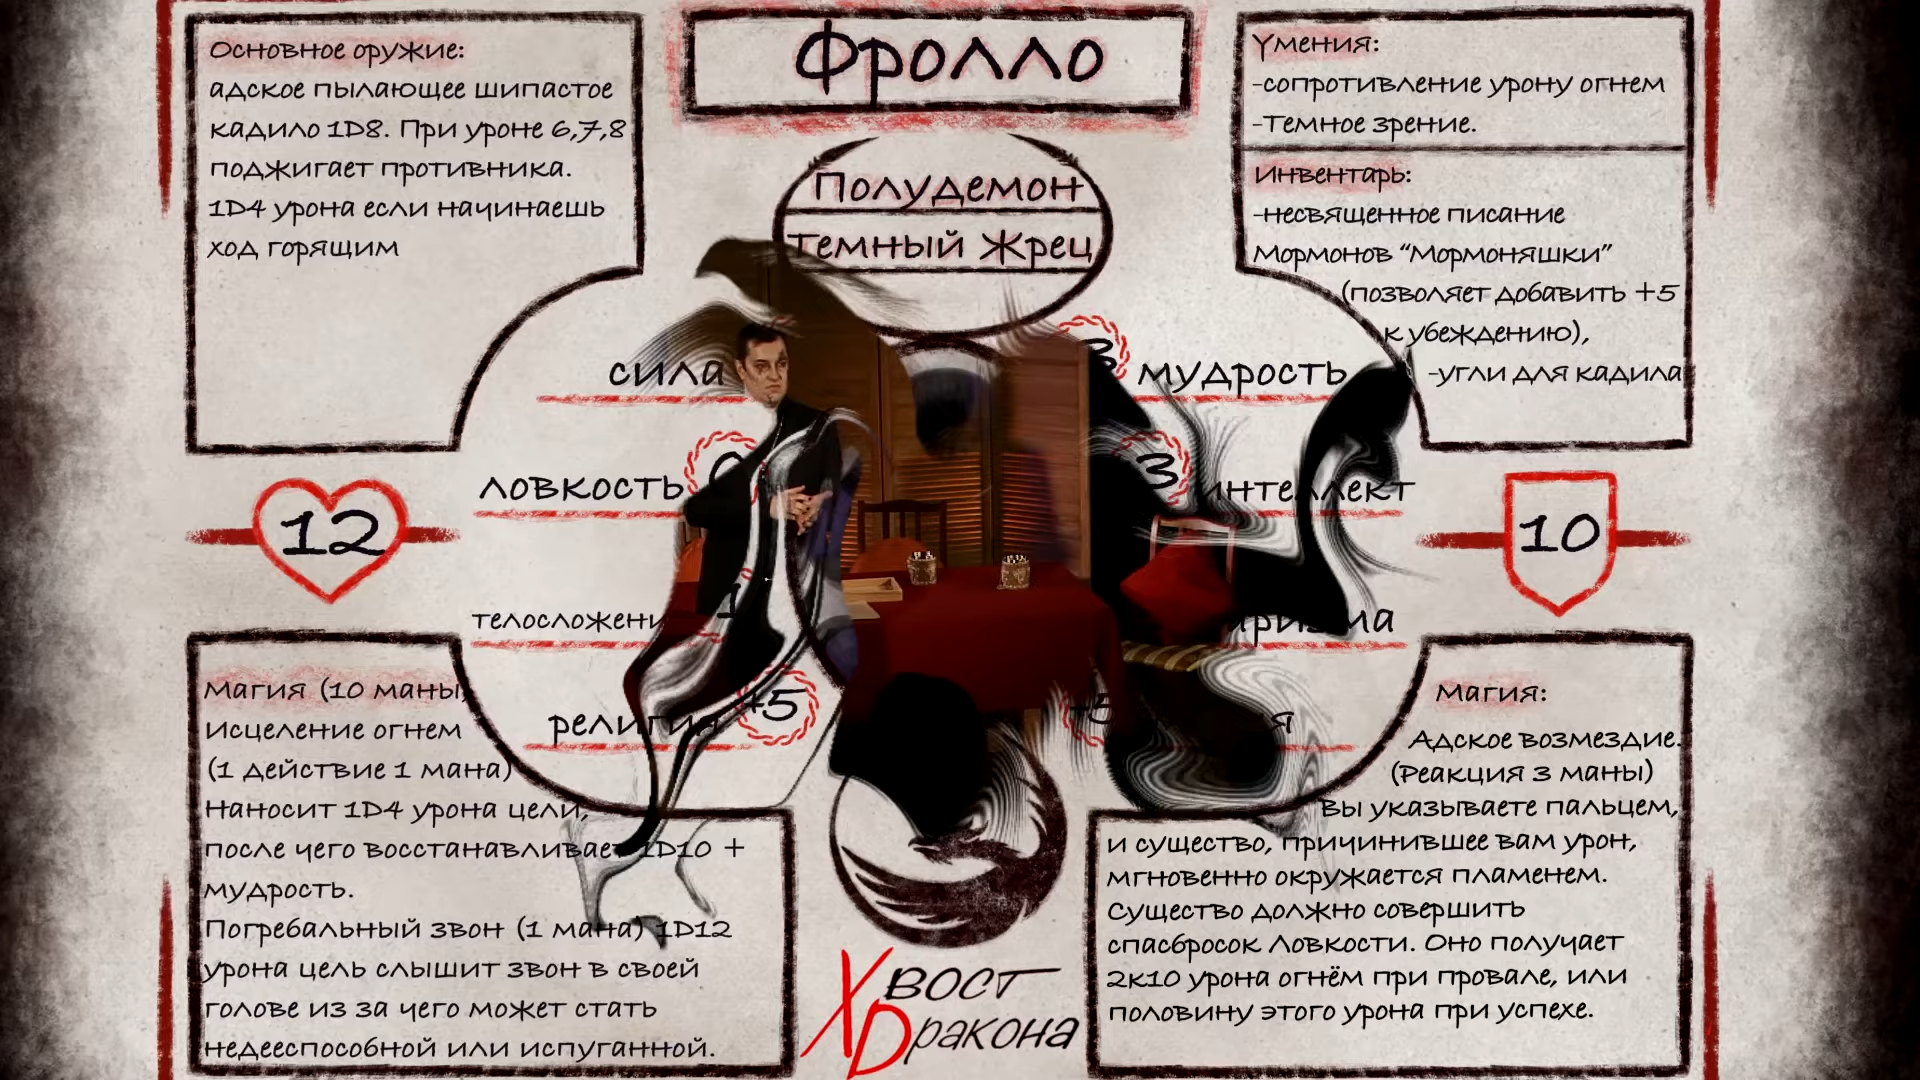 Фролло
Полудемон
Темный Жрец
Основное оружие:
адское пылающее шипастое
кадило 1D8. При уроне 6,7,8
поджигает противника.
1D4 урона если начинаешь
ход горящим
Умения:
-сопротивление урону огнем
-Темное зрение.
Инвентарь:
-несвященное писание
Мормонов “Мормоняшки”
(позволяет добавить +5
к убеждению),
-угли для кадила
сила
мудрость
ловкость
3
12
10
религия +5
Магия (10 маны)
Исцеление огнем
(1 действие 1 мана)
Наносит 1D4 урона цели,
после чего восстанавливает 1D10 +
мудрость.
Погребальный звон (1 мана) 1D12
урона цель слышит звон в своей
голове из за чего может стать
недееспособной или испуганной.
Магия:
Адское возмездие.
(Реакция 3 маны)
Вы указываете пальцем,
и существо, причинившее вам урон,
мгновенно окружается пламенем.
Существо должно совершить
спасбросок Ловкости. Оно получает
2к10 урона огнём при провале, или
половину этого урона при успехе.
Хвост
Dракона